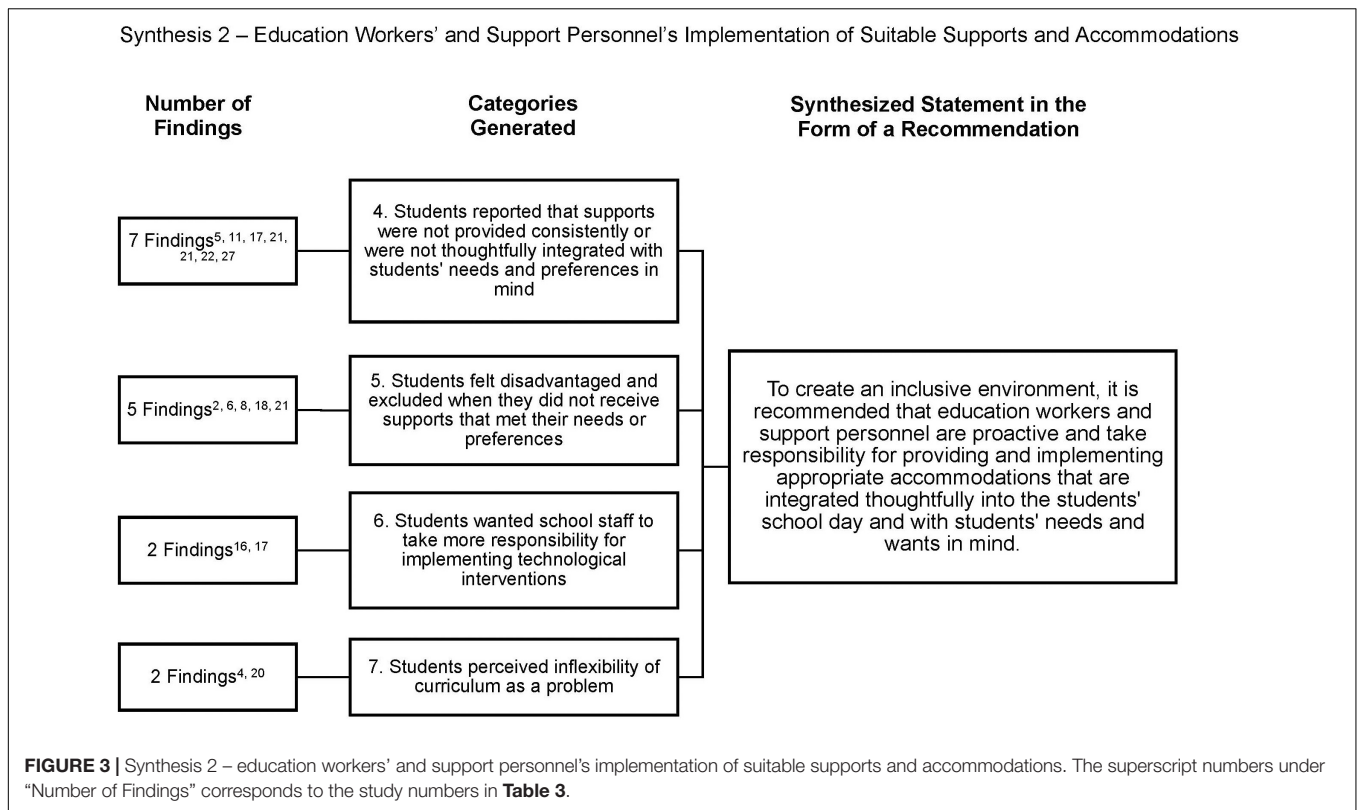 Synthesis 2 – Education Workers' and Support Personnel's Implementation of Suitable Supports and Accommodations
Number of
Findings
Categories
Generated
Synthesized Statement in the
Form of a Recommendation
7 Findings5, 11, 17, 21,
21, 22, 27
4. Students reported that supports
were not provided consistently or
were not thoughtfully integrated with
students' needs and preferences in
mind
5 Findings2, 6, 8, 18, 21
5. Students felt disadvantaged and
excluded when they did not receive
supports that met their needs or
preferences
2 Findings16, 17
6. Students wanted school staff to
take more responsibility for
implementing technological
interventions
2 Findings4, 20
7. Students perceived inflexibility of
curriculum as a problem
To create an inclusive environment, it is
recommended that education workers and
support personnel are proactive and take
responsibility for providing and implementing
appropriate accommodations that are
integrated thoughtfully into the students'
school day and with students' needs and
wants in mind.
FIGURE 3 | Synthesis 2 – education workers' and support personnel's implementation of suitable supports and accommodations. The superscript numbers under
"Number of Findings" corresponds to the study numbers in Table 3.